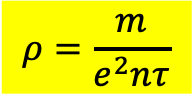 ρ = m / e²nτ